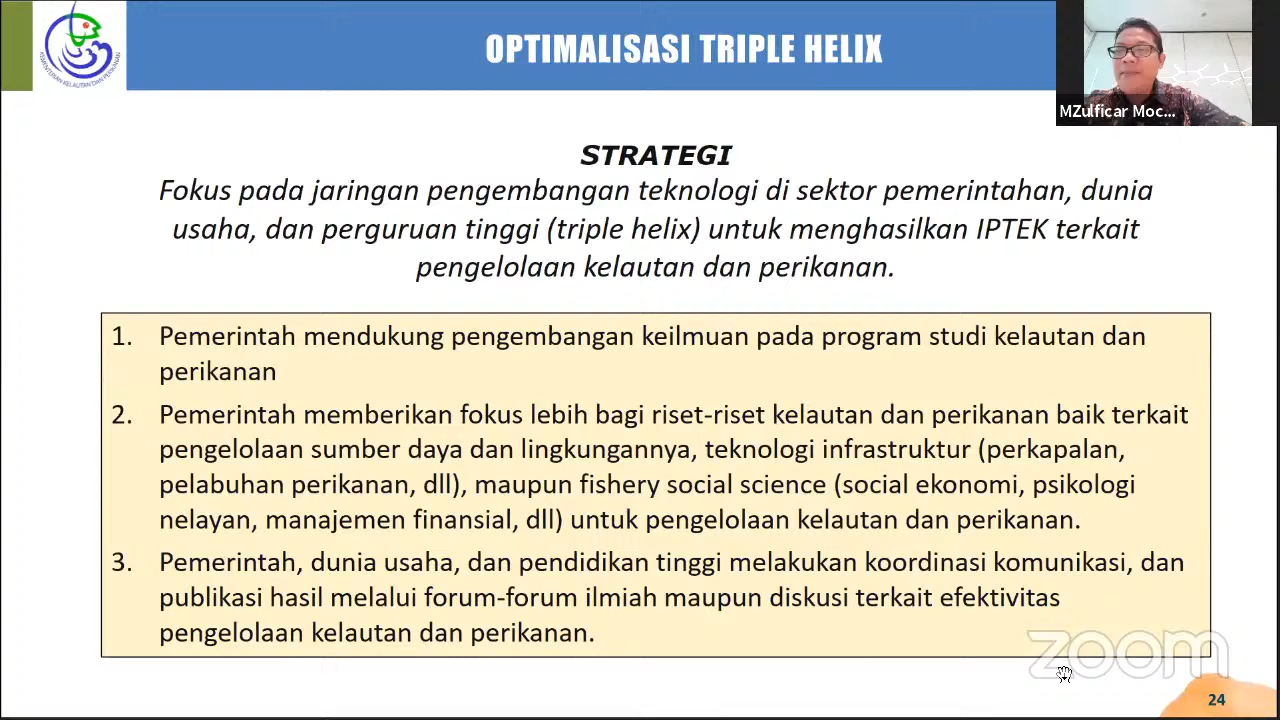 KEMENTERIAN KELAUTAN DAN PERIKANAN
OPTIMALISASI TRIPLE HELIX
MZulficar Moc...
STRATEGI
Fokus pada jaringan pengembangan teknologi di sektor pemerintahan, dunia
usaha, dan perguruan tinggi (triple helix) untuk menghasilkan IPTEK terkait
pengelolaan kelautan dan perikanan.
1. Pemerintah mendukung pengembangan keilmuan pada program studi kelautan dan
perikanan
2. Pemerintah memberikan fokus lebih bagi riset-riset kelautan dan perikanan baik terkait
pengelolaan sumber daya dan lingkungannya, teknologi infrastruktur (perkapalan,
pelabuhan perikanan, dll), maupun fishery social science (social ekonomi, psikologi
nelayan, manajemen finansial, dll) untuk pengelolaan kelautan dan perikanan.
3. Pemerintah, dunia usaha, dan pendidikan tinggi melakukan koordinasi komunikasi, dan
publikasi hasil melalui forum-forum ilmiah maupun diskusi terkait efektivitas
pengelolaan kelautan dan perikanan.
zoom
24